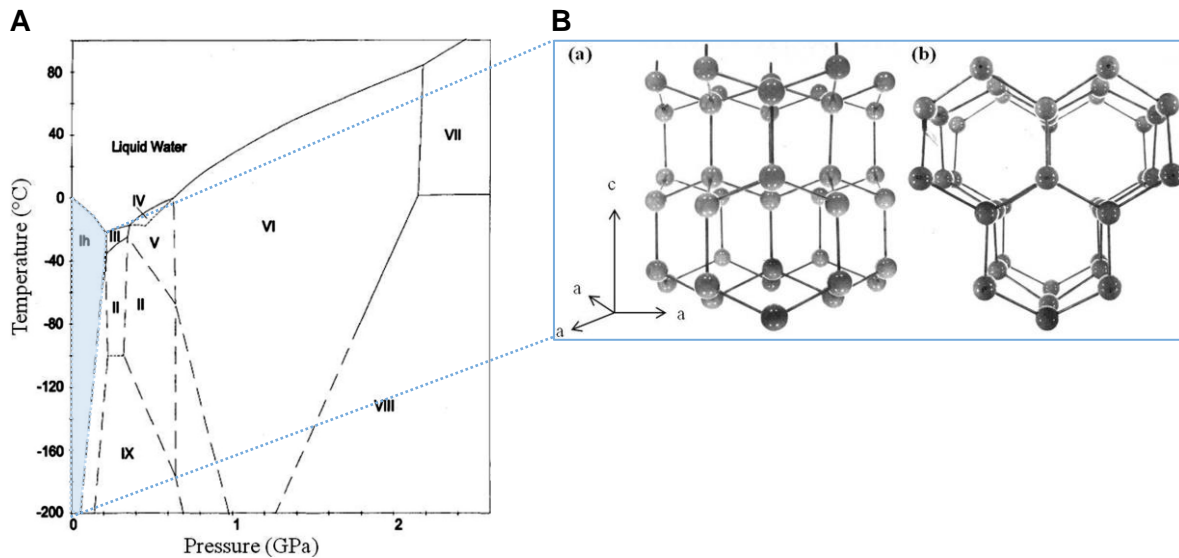 A
B
80
40
0
-40
-80
-120
-160
-200
Temperature (°C)
0
1
2
Pressure (GPa)
Liquid Water
Ih
III
IV
V
II
II
IX
VI
VII
VIII
(a)
(b)
c
a
a
a